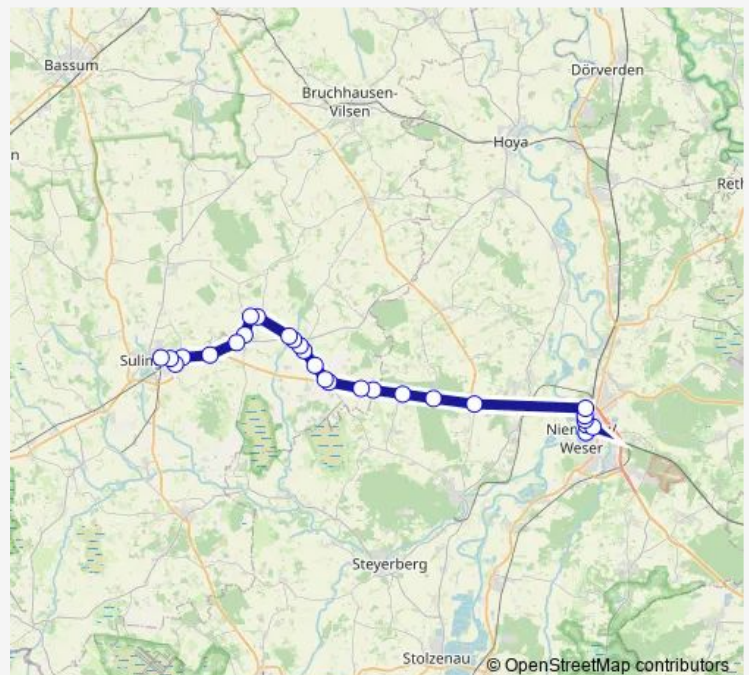 Bassum
Dörverden
Bruchhausen-
Vilsen
Hoya
n
Reth
Sulin
Nien
/
Weser
Steyerberg
Stolzenau
© OpenStreetMap contributors